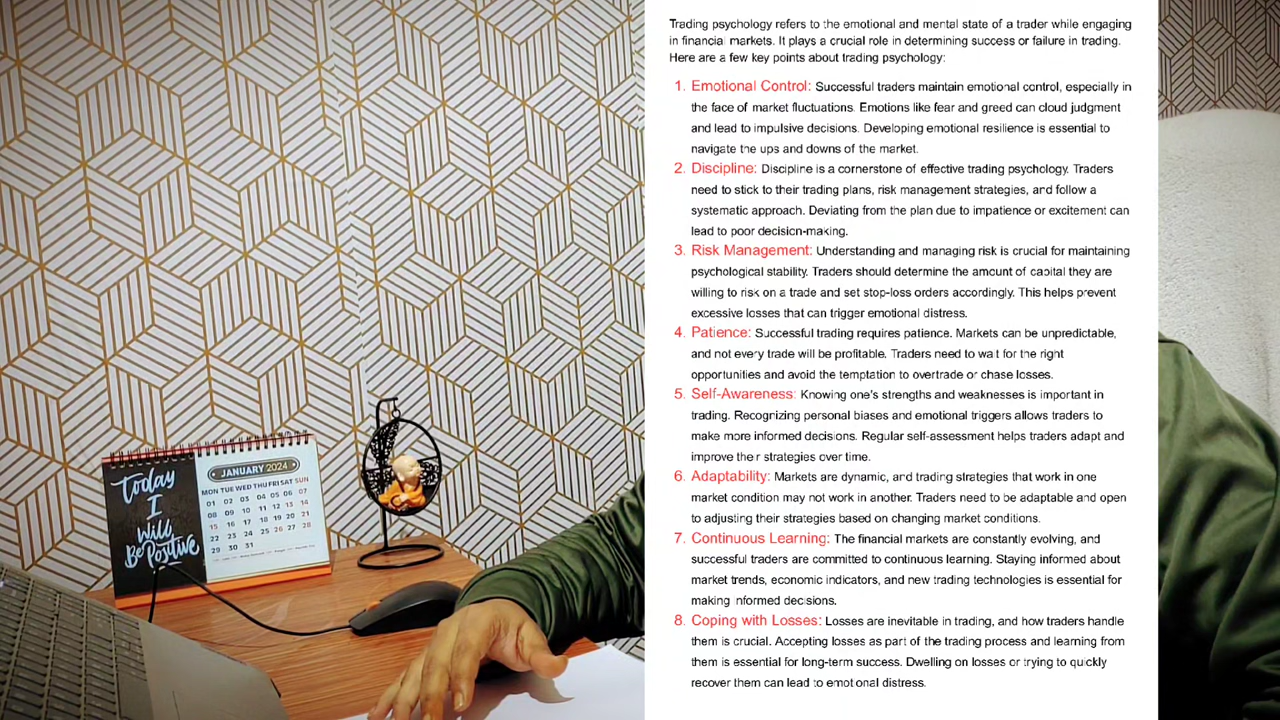 Trading psychology refers to the emotional and mental state of a trader while engaging
in financial markets. It plays a crucial role in determining success or failure in trading.
Here are a few key points about trading psychology:
1. Emotional Control: Successful traders maintain emotional control, especially in
the face of market fluctuations. Emotions like fear and greed can cloud judgment
and lead to impulsive decisions. Developing emotional resilience is essential to
navigate the ups and downs of the market.
2. Discipline: Discipline is a cornerstone of effective trading psychology. Traders
need to stick to their trading plans, risk management strategies, and follow a
systematic approach. Deviating from the plan due to impatience or excitement can
lead to poor decision-making.
3. Risk Management: Understanding and managing risk is crucial for maintaining
psychological stability. Traders should determine the amount of capital they are
willing to risk on a trade and set stop-loss orders accordingly. This helps prevent
excessive losses that can trigger emotional distress.
4. Patience: Successful trading requires patience. Markets can be unpredictable,
and not every trade will be profitable. Traders need to wait for the right
opportunities and avoid the temptation to overtrade or chase losses.
5. Self-Awareness: Knowing one's strengths and weaknesses is important in
trading. Recognizing personal biases and emotional triggers allows traders to
make more informed decisions. Regular self-assessment helps traders adapt and
improve their strategies over time.
6. Adaptability: Markets are dynamic, and trading strategies that work in one
market condition may not work in another. Traders need to be adaptable and open
to adjusting their strategies based on changing market conditions.
7. Continuous Learning: The financial markets are constantly evolving, and
successful traders are committed to continuous learning. Staying informed about
market trends, economic indicators, and new trading technologies is essential for
making informed decisions.
8. Coping with Losses: Losses are inevitable in trading, and how traders handle
them is crucial. Accepting losses as part of the trading process and learning from
them is essential for long-term success. Dwelling on losses or trying to quickly
recover them can lead to emotional distress.
today
I
Will
Be Positive
JANUARY 2024
MON TUE WED THU FRI SAT SUN
01 02 03 04 05 06 07
08 09 10 11 12 13 14
15 16 17 18 19 20 21
22 23 24 25 26 27 28
29 30 31